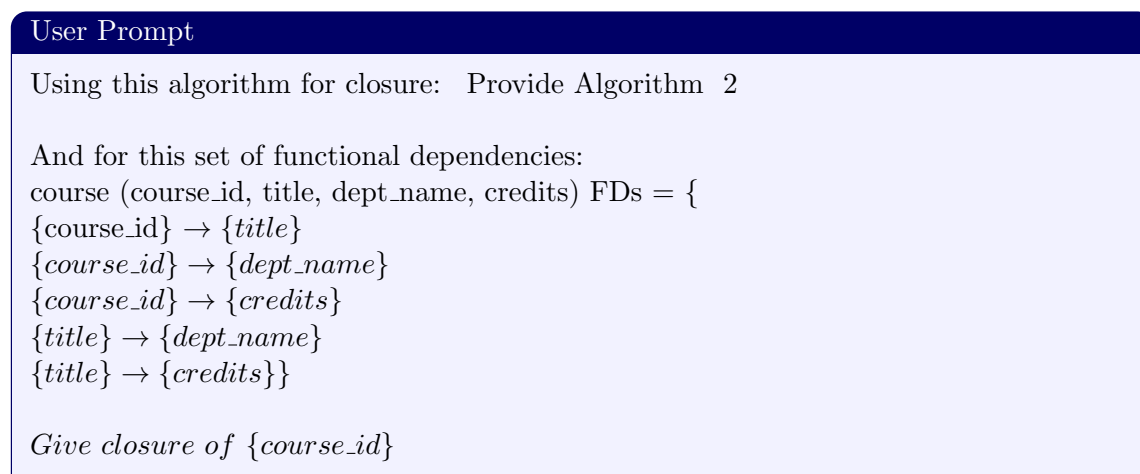 User Prompt
Using this algorithm for closure: Provide Algorithm 2
And for this set of functional dependencies:
course (course_id, title, dept_name, credits) FDs = {
{course_id} → {title}
{course_id} → {dept_name}
{course_id} → {credits}
{title} → {dept_name}
{title} → {credits}}
Give closure of {course_id}